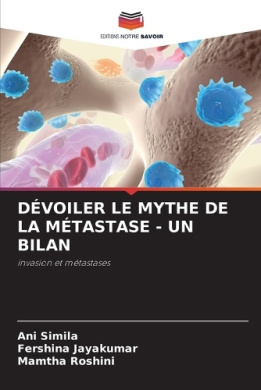 EDITIONS NOTRE SAVOIR
DÉVOILER LE MYTHE DE
LA MÉTASTASE - UN
BILAN
invasion et métastases
Ani Simila
Fershina Jayakumar
Mamtha Roshini